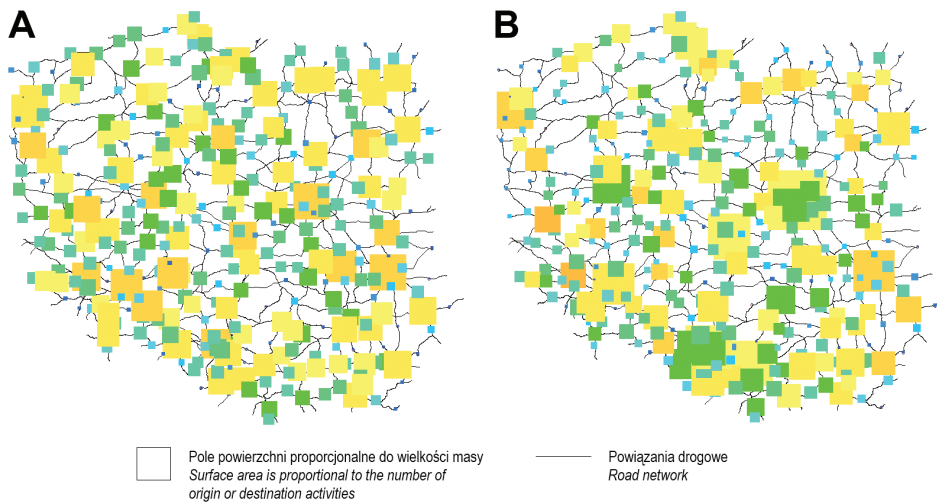 A
B
Pole powierzchni proporcjonalne do wielkości masy
Surface area is proportional to the number of
origin or destination activities
Powiązania drogowe
Road network